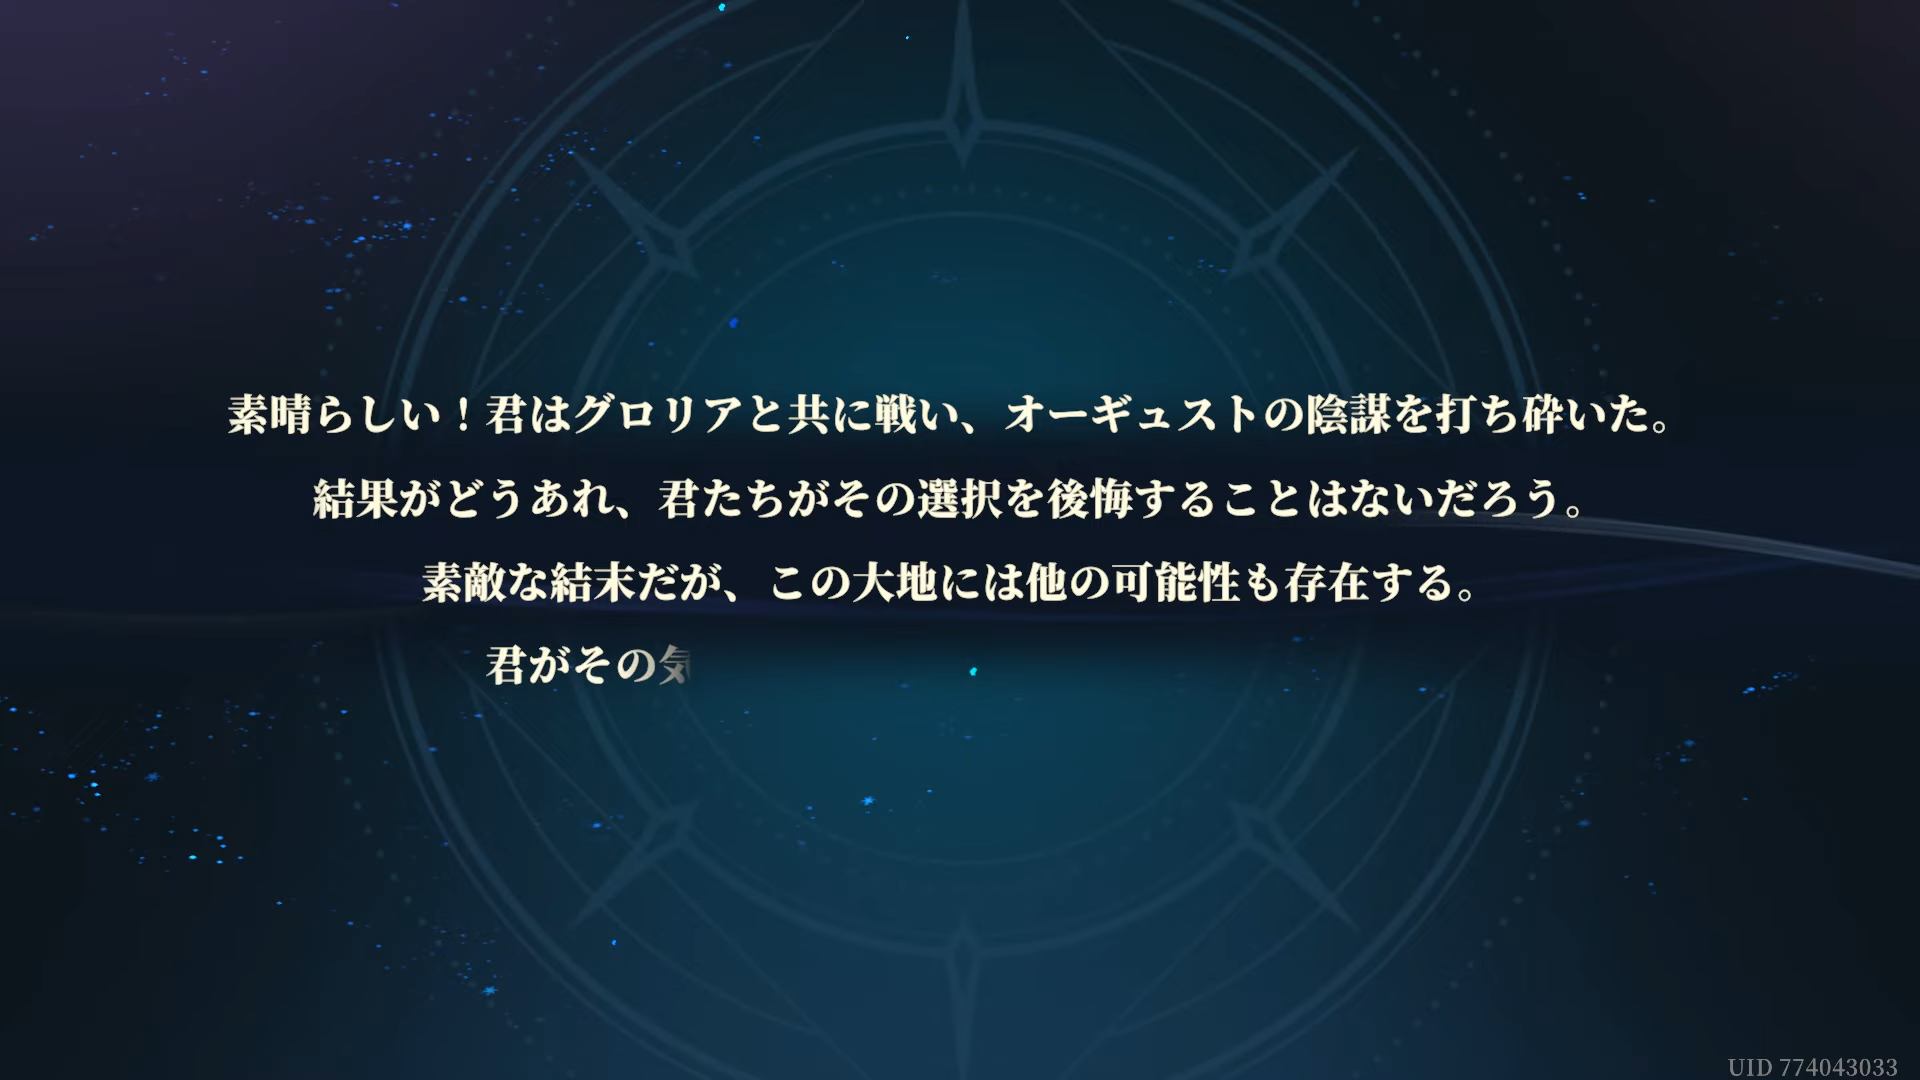 素晴らしい！君はグロリアと共に戦い、オーギュストの陰謀を打ち砕いた。
結果がどうあれ、君たちがその選択を後悔することはないだろう。
素敵な結末だが、この大地には他の可能性も存在する。
君がその気
UID 774043033